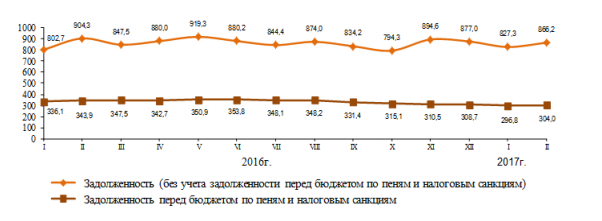 1000
900
800
700
600
500
400
300
200
100
0
802,7 904,3 847,5 880,0 919,3 880,2 844,4 874,0 834,2 794,3 894,6 877,0 827,3 866,2
336,1 343,9 347,5 342,7 350,9 353,8 348,1 348,2 331,4 315,1 310,5 308,7 296,8 304,0
I II III IV V VI VII VIII IX X XI XII I II
2016г. 2017г.
Задолженность (без учета задолженности перед бюджетом по пеням и налоговым санкциям)
Задолженность перед бюджетом по пеням и налоговым санкциям